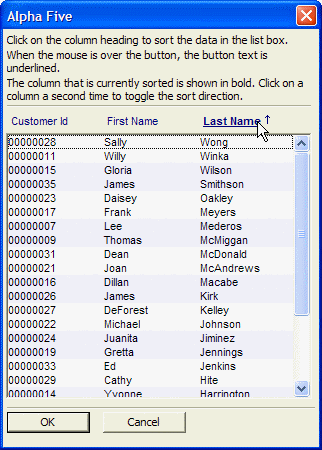 Alpha Five
Click on the column heading to sort the data in the list box.
When the mouse is over the button, the button text is
underlined.
The column that is currently sorted is shown in bold. Click on a
column a second time to toggle the sort direction.
Customer Id First Name Last Name ↑
00000028 Sally Wong
00000011 Willy Winka
00000015 Gloria Wilson
00000035 James Smithson
00000023 Daisey Oakley
00000017 Frank Meyers
00000007 Lee Mederos
00000009 Thomas McMiggan
00000031 Dean McDonald
00000021 Joan McAndrews
00000016 Dillan Macabe
00000026 James Kirk
00000027 DeForest Kelley
00000022 Michael Johnson
00000024 Juanita Jiminez
00000019 Gretta Jennings
00000033 Ed Jenkins
00000029 Cathy Hite
00000014 Yvonne Harrington
OK Cancel